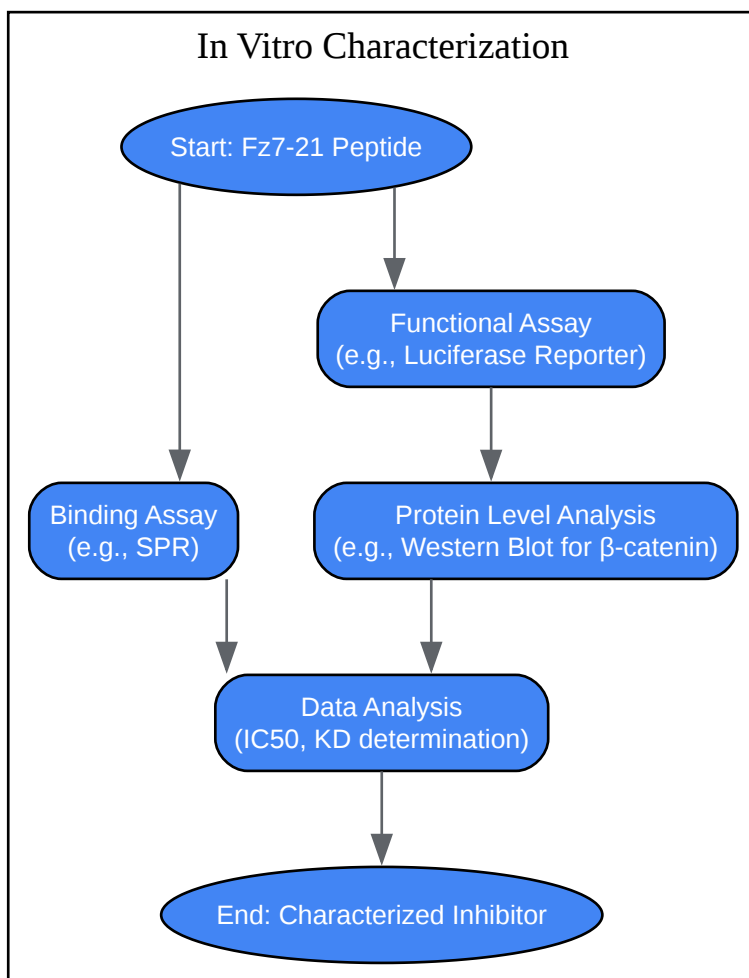 In Vitro Characterization
Start: Fz7-21 Peptide
Functional Assay
(e.g., Luciferase Reporter)
Binding Assay
(e.g., SPR)
Protein Level Analysis
(e.g., Western Blot for β-catenin)
Data Analysis
(IC50, KD determination)
End: Characterized Inhibitor